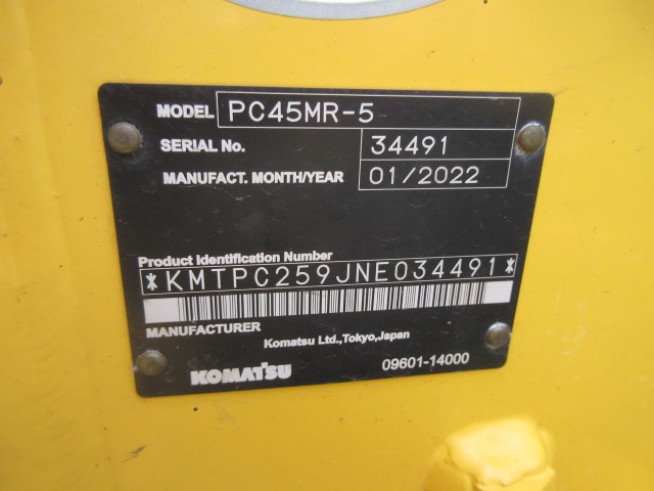 MODEL PC45MR-5
SERIAL No. 34491
MANUFACT. MONTH/YEAR 01/2022
Product Identification Number
*KMTPC259JNE034491*
MANUFACTURER
Komatsu Ltd.,Tokyo,Japan
KOMATSU 09601-14000